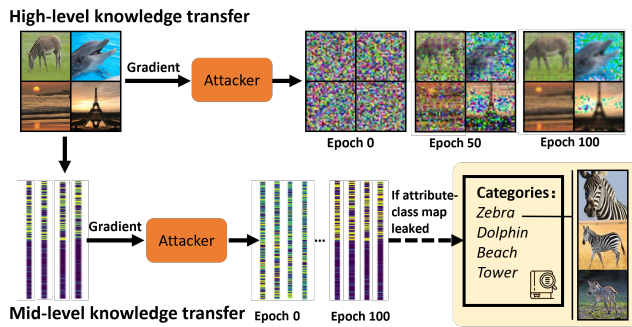 High-level knowledge transfer
Gradient
Attacker
Epoch 0
Epoch 50
Epoch 100
Gradient
Attacker
Epoch 0
...
Epoch 100
If attribute-
class map
leaked
Categories:
Zebra
Dolphin
Beach
Tower
Mid-level knowledge transfer